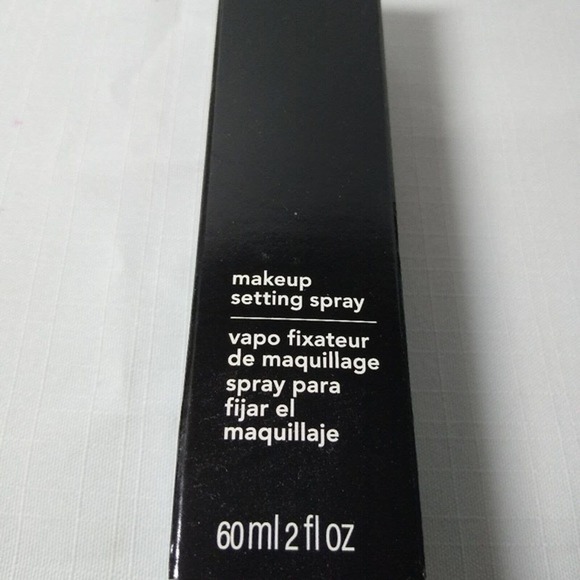 makeup
setting spray
vapo fixateur
de maquillage
spray para
fijar el
maquillaje
60 ml 2 fl oz